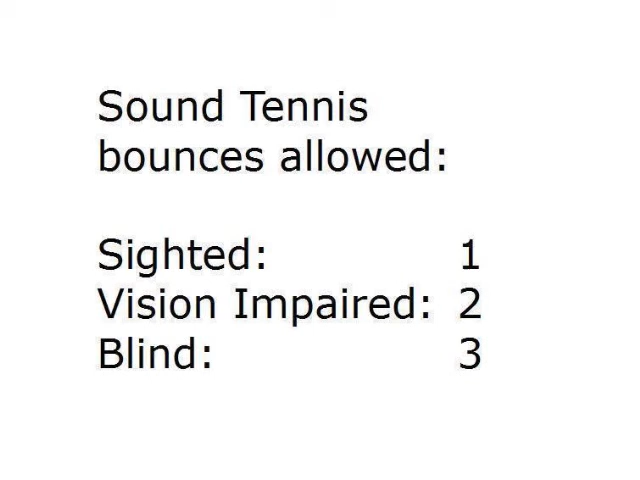 Sound Tennis
bounces allowed:
Sighted: 1
Vision Impaired: 2
Blind: 3